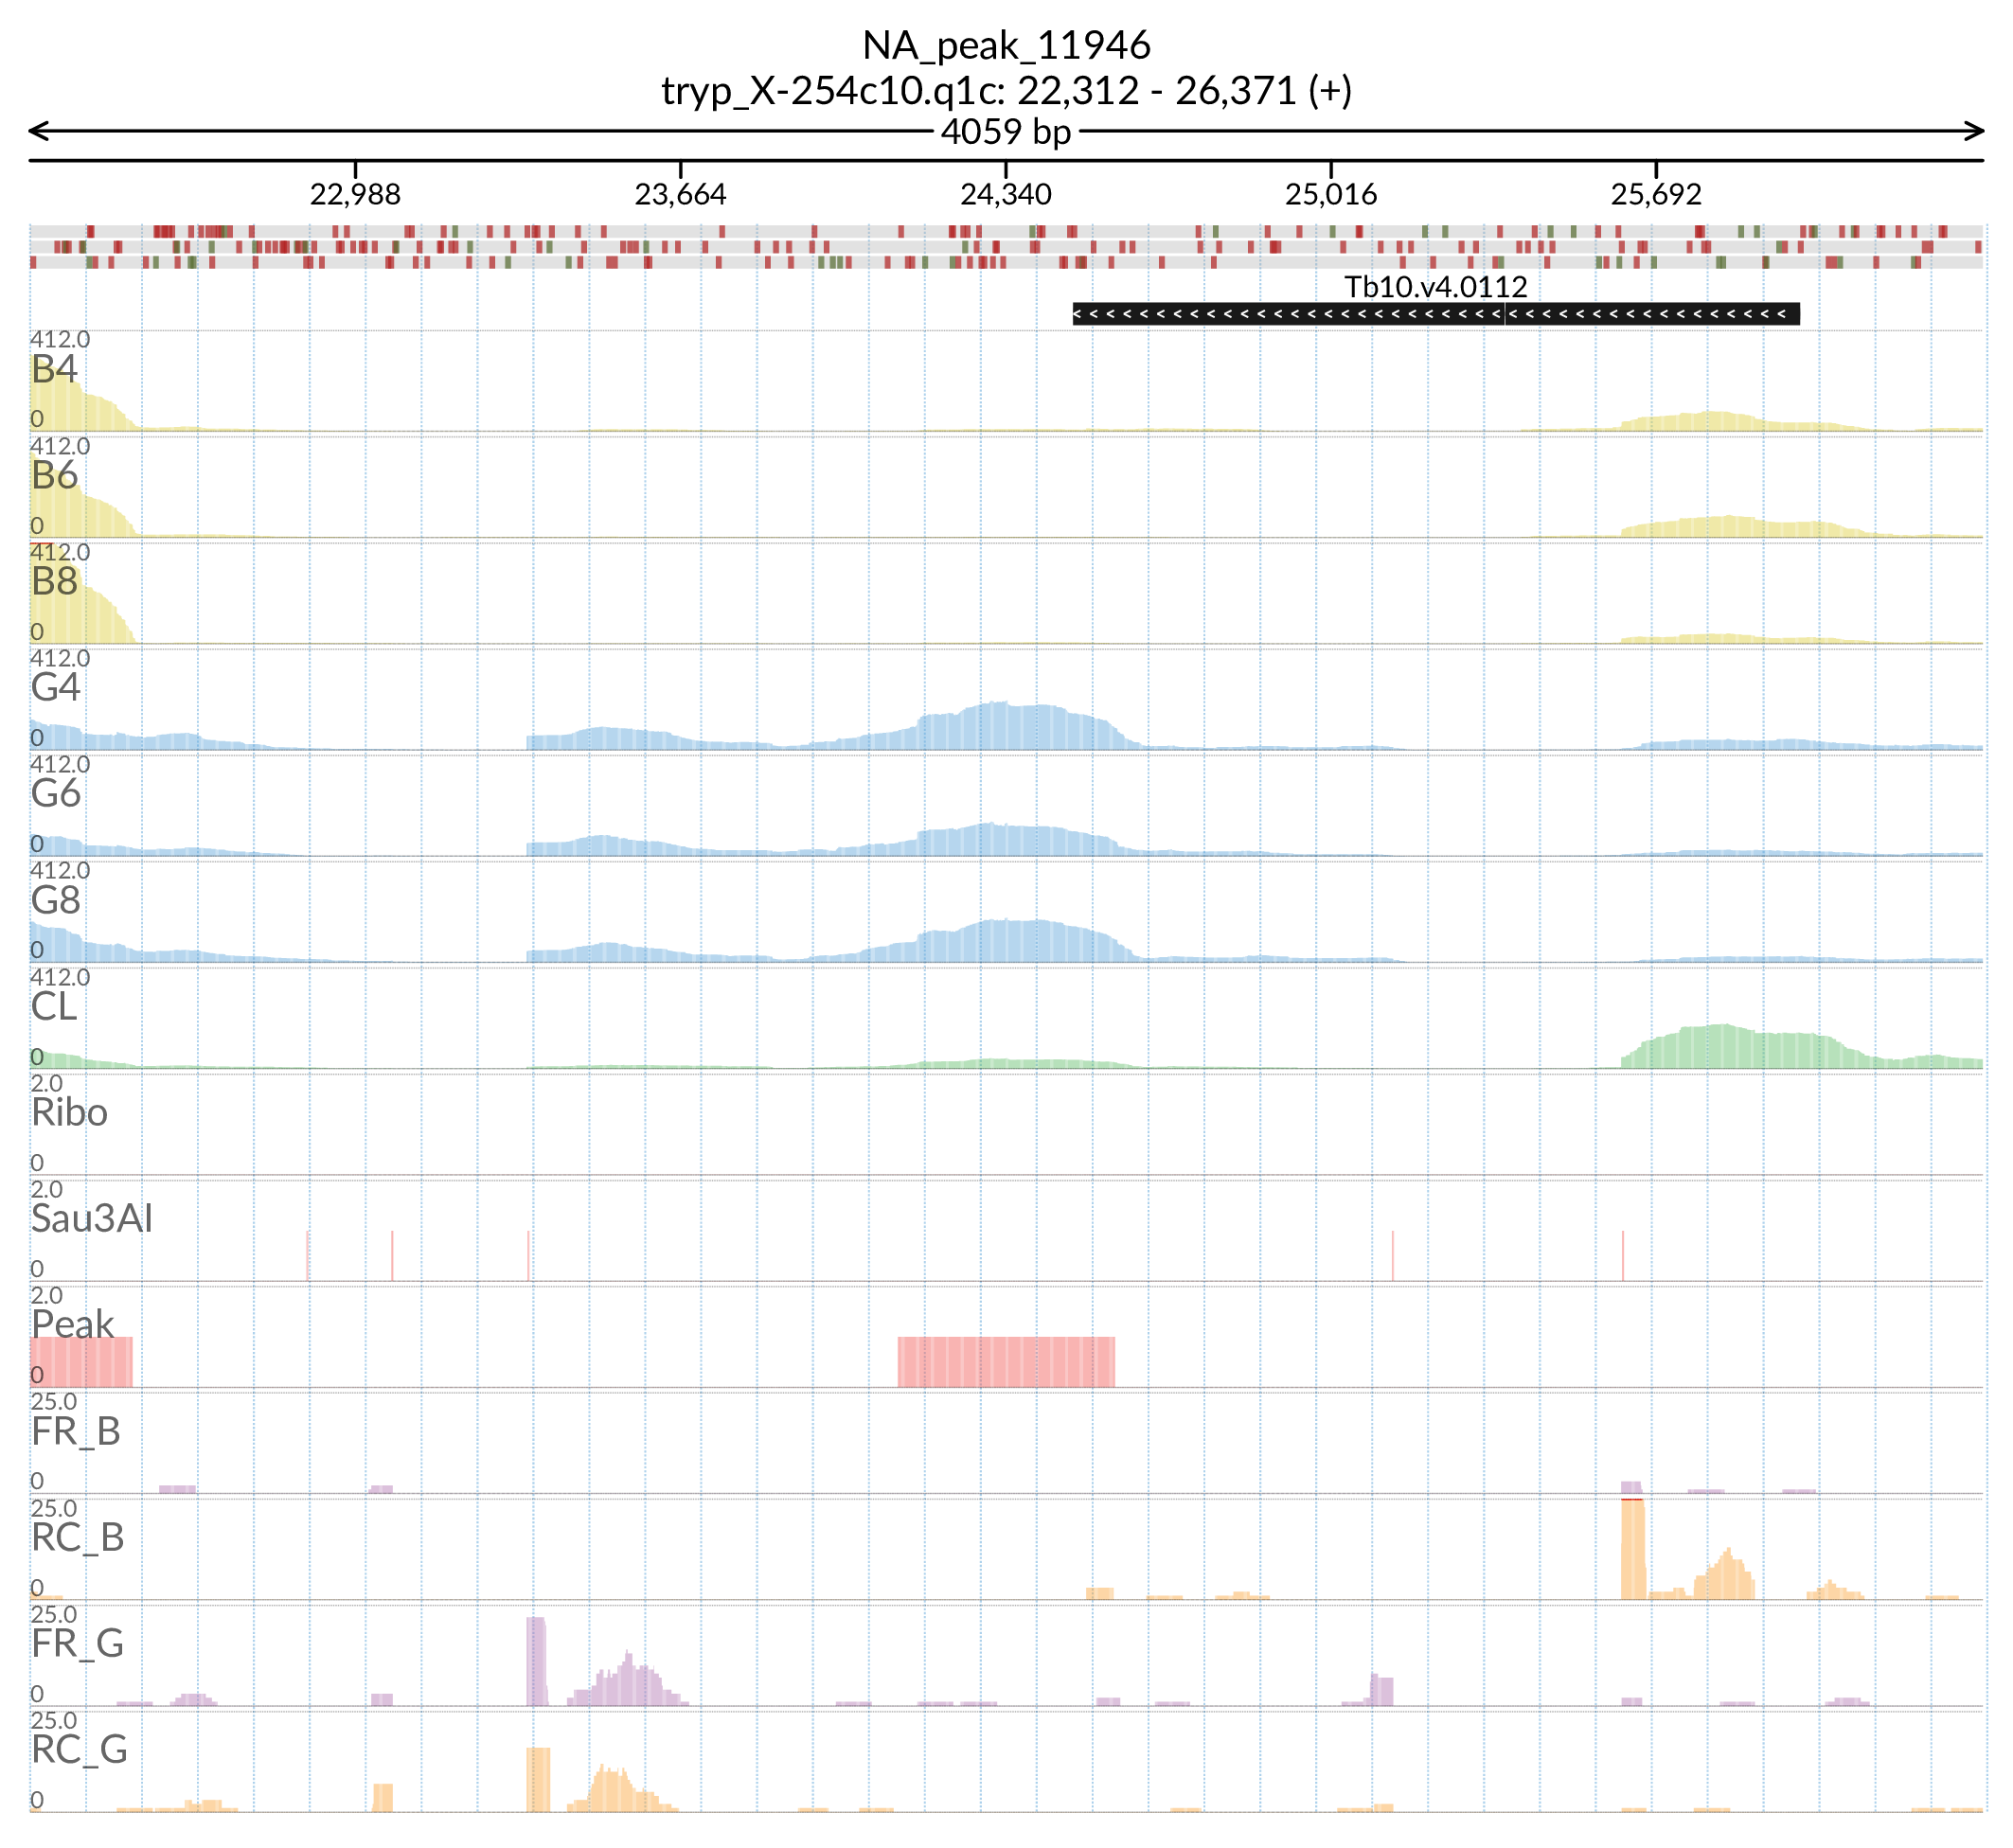 NA_peak_11946
tryp_X-254c10.q1c: 22,312 - 26,371 (+)
4059 bp
22,988 23,664 24,340 25,016 25,692
Tb10.v4.0112
412.0
B4
0
412.0
B6
0
412.0
B8
0
412.0
G4
0
412.0
G6
0
412.0
G8
0
412.0
CL
0
2.0
Ribo
0
2.0
Sau3AI
0
2.0
Peak
0
25.0
FR_B
0
25.0
RC_B
0
25.0
FR_G
0
25.0
RC_G
0